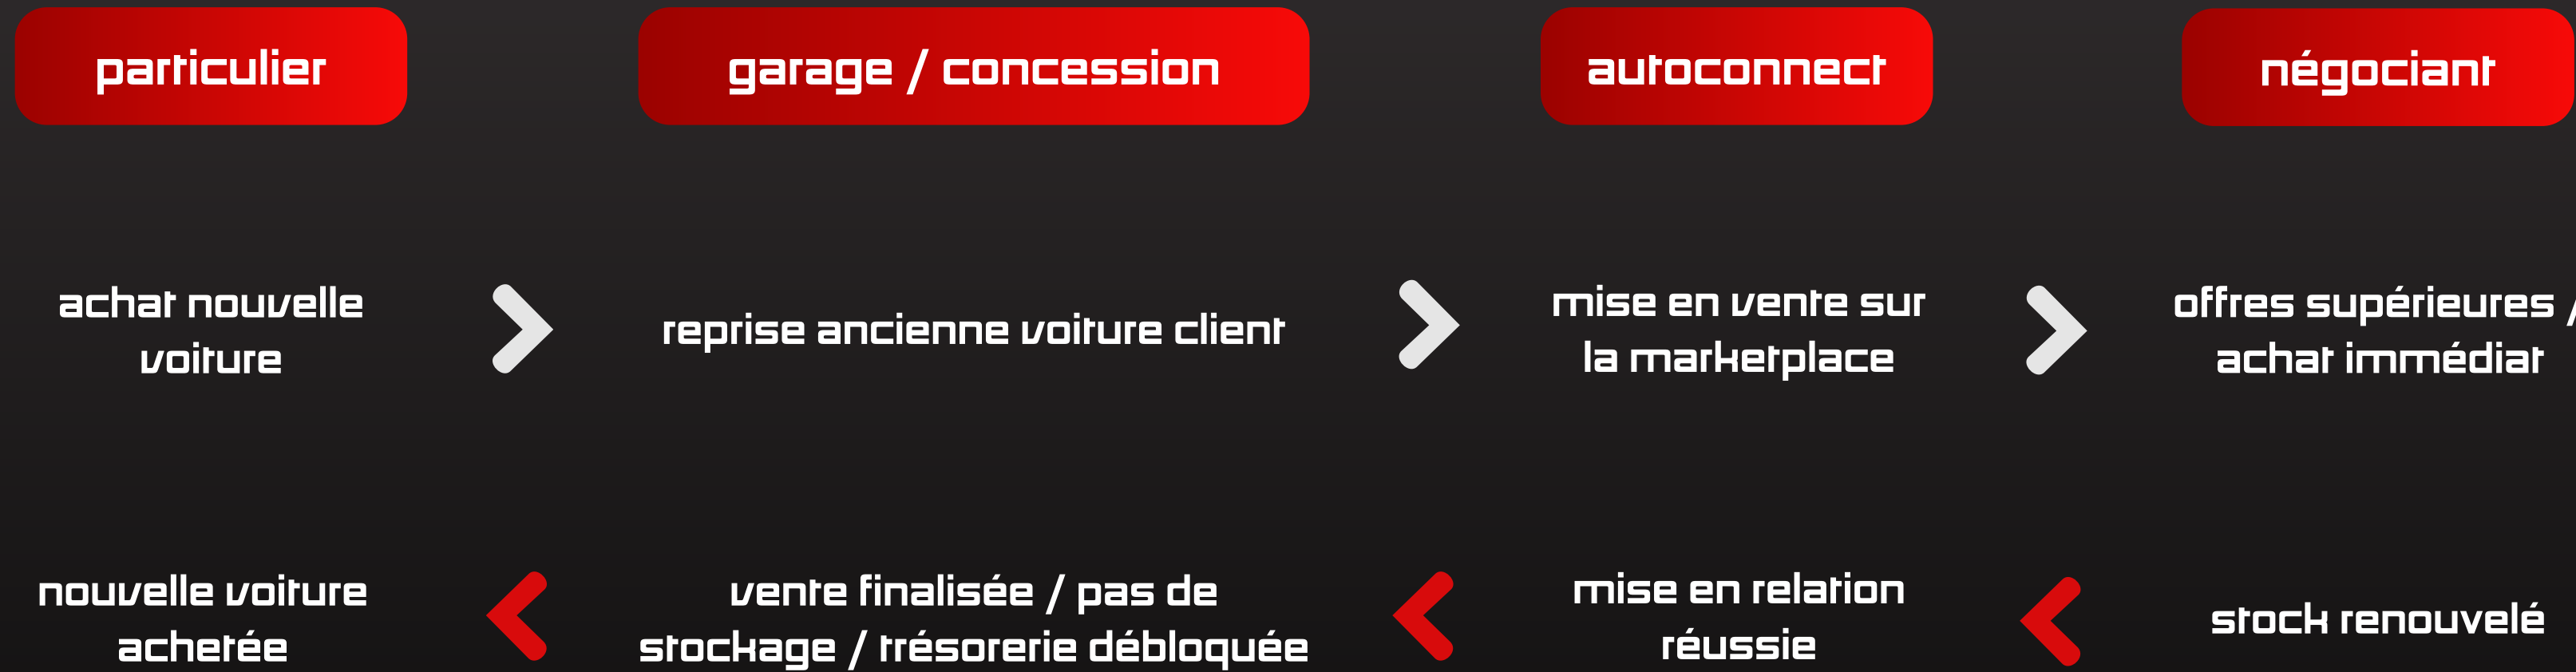 particulier
garage / concession
autoconnect
négociant
achat nouvelle
voiture
reprise ancienne voiture client
mise en vente sur
la marketplace
offres supérieures /
achat immédiat
nouvelle voiture
achetée
vente finalisée / pas de
stockage / trésorerie débloquée
mise en relation
réussie
stock renouvelé